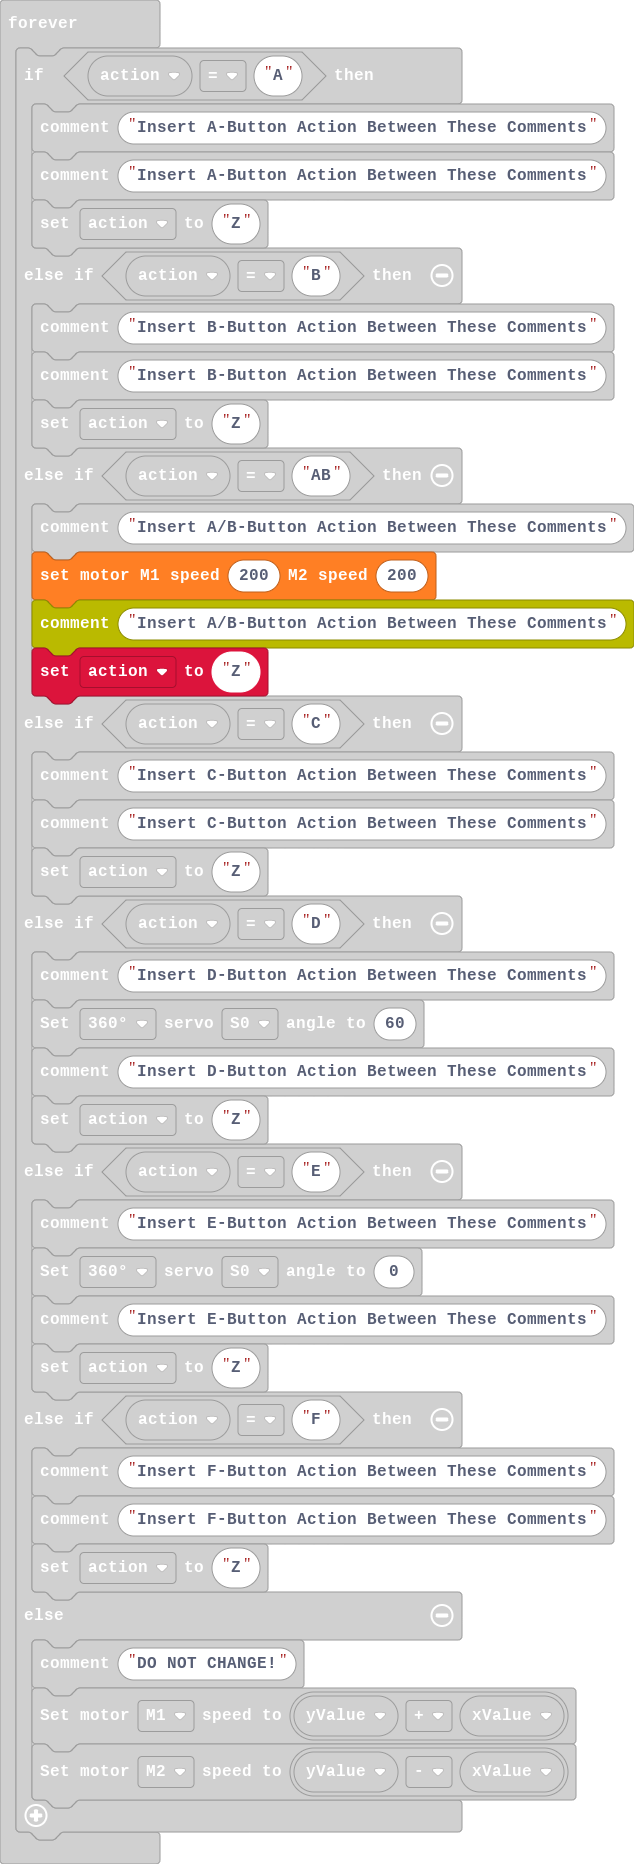 forever
if action = "A" then
comment "Insert A-Button Action Between These Comments"
comment "Insert A-Button Action Between These Comments"
set action to "Z"
else if action = "B" then
comment "Insert B-Button Action Between These Comments"
comment "Insert B-Button Action Between These Comments"
set action to "Z"
else if action = "AB" then
comment "Insert A/B-Button Action Between These Comments"
set motor M1 speed 200 M2 speed 200
comment "Insert A/B-Button Action Between These Comments"
set action to "Z"
else if action = "C" then
comment "Insert C-Button Action Between These Comments"
comment "Insert C-Button Action Between These Comments"
set action to "Z"
else if action = "D" then
comment "Insert D-Button Action Between These Comments"
Set 360° servo S0 angle to 60
comment "Insert D-Button Action Between These Comments"
set action to "Z"
else if action = "E" then
comment "Insert E-Button Action Between These Comments"
Set 360° servo S0 angle to 0
comment "Insert E-Button Action Between These Comments"
set action to "Z"
else if action = "F" then
comment "Insert F-Button Action Between These Comments"
comment "Insert F-Button Action Between These Comments"
set action to "Z"
else
comment "DO NOT CHANGE!"
Set motor M1 speed to yValue + xValue
Set motor M2 speed to yValue - xValue